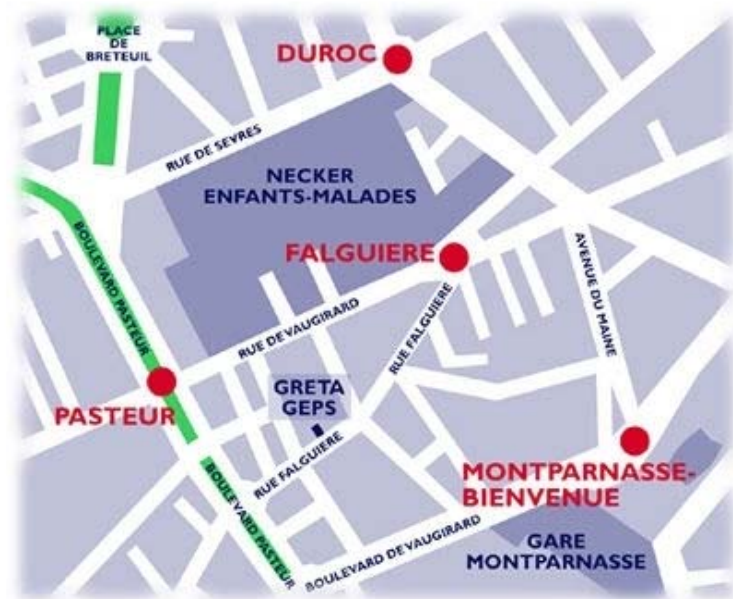 PLACE
DE
BRETEUIL
DUROC
RUE DE SEVRES
NECKER
ENFANTS-MALADES
FALGUIERE
AVENUE DU MAINE
BOULEVARD PASTEUR
RUE DE VAUGIRARD
RUE FALGUIERE
PASTEUR
GRETA
GEPS
RUE FALGUIERE
MONTPARNASSE-
BIENVENUE
BOULEVARD PASTEUR
BOULEVARD DE VAUGIRARD
GARE
MONTPARNASSE